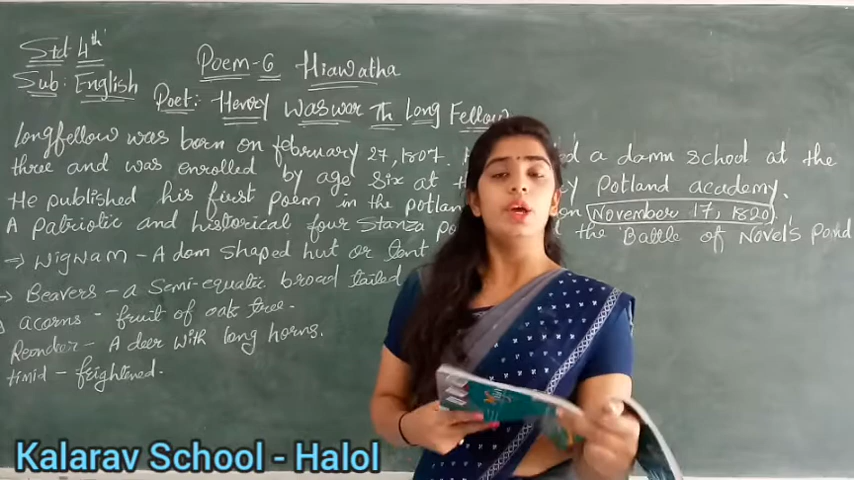 Std 4th
Poem-6 Hiawatha
Sub: English
Poet: Henry Waswar Th Long Fellow
Longfellow was born on february 27, 1807. d a damn school at the
three and was enrolled by age six at y Potland academy.
He published his first Poem in the potlan on November 17, 1820.
A Patriotic and historical four Stanza po the Battle of Novel's Pond
→ Wigwam - A dom shaped hut or tent
→ Beavers - a Semi-equatic broad tailed
acorns - fruit of oak tree.
- A deer with long horns.
timid - frightened.
Kalarav School - Halol